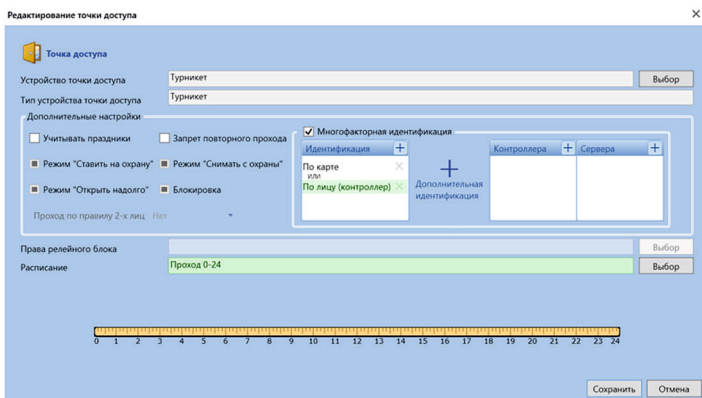 Редактирование точки доступа
Точка доступа
Устройство точки доступа Турникет Выбор
Тип устройства точки доступа Турникет
Дополнительные настройки
Учитывать праздники Запрет повторного прохода
Режим "Ставить на охрану" Режим "Снимать с охраны"
Режим "Открыть надолго" Блокировка
Проход по правилу 2-х лиц Нет
Многофакторная идентификация
Идентификация + Контроллера + Сервера +
По карте
или
По лицу (контроллер)
Дополнительная
идентификация
Права релейного блока Выбор
Расписание Проход 0-24 Выбор
0 1 2 3 4 5 6 7 8 9 10 11 12 13 14 15 16 17 18 19 20 21 22 23 24
Сохранить Отмена